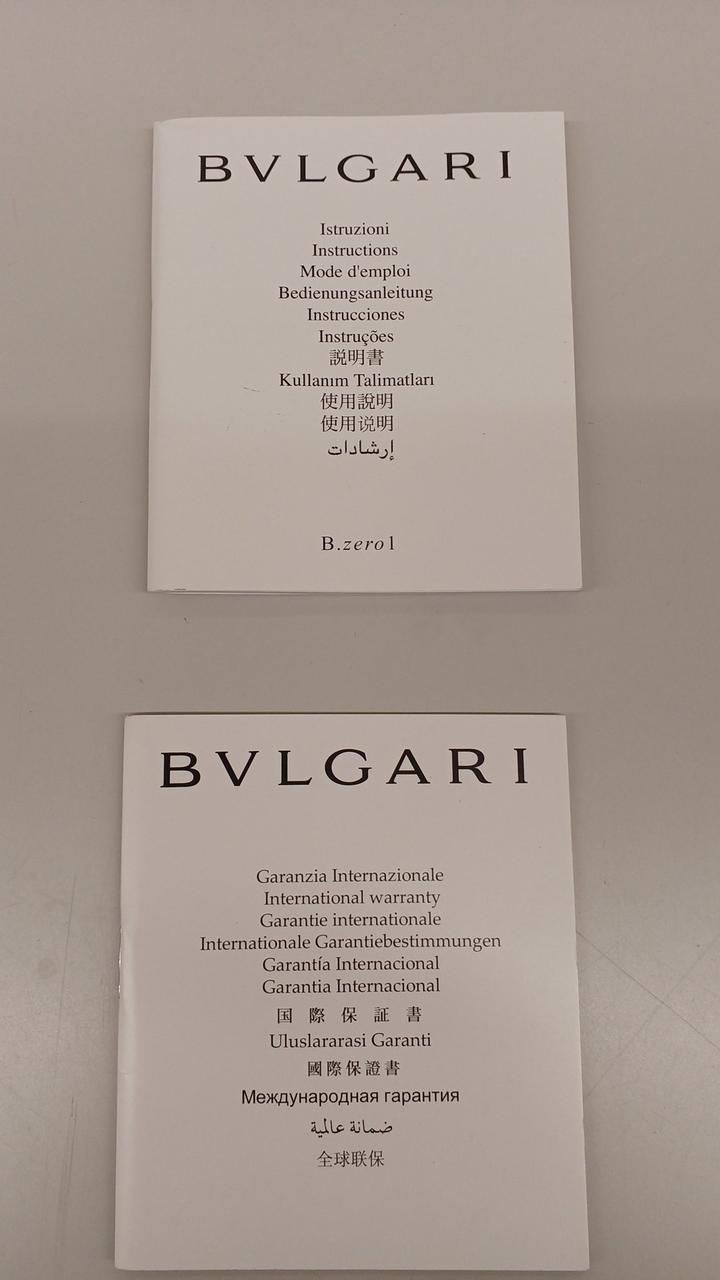 BVLGARI
Istruzioni
Instructions
Mode d'emploi
Bedienungsanleitung
Instrucciones
Instruções
説明書
Kullanım Talimatları
使用說明
使用说明
إرشادات
B.zero1
BVLGARI
Garanzia Internazionale
International warranty
Garantie internationale
Internationale Garantiebestimmungen
Garantía Internacional
Garantia Internacional
国際保証書
Uluslararasi Garanti
國際保證書
Международная гарантия
ضمانة عالمية
全球联保